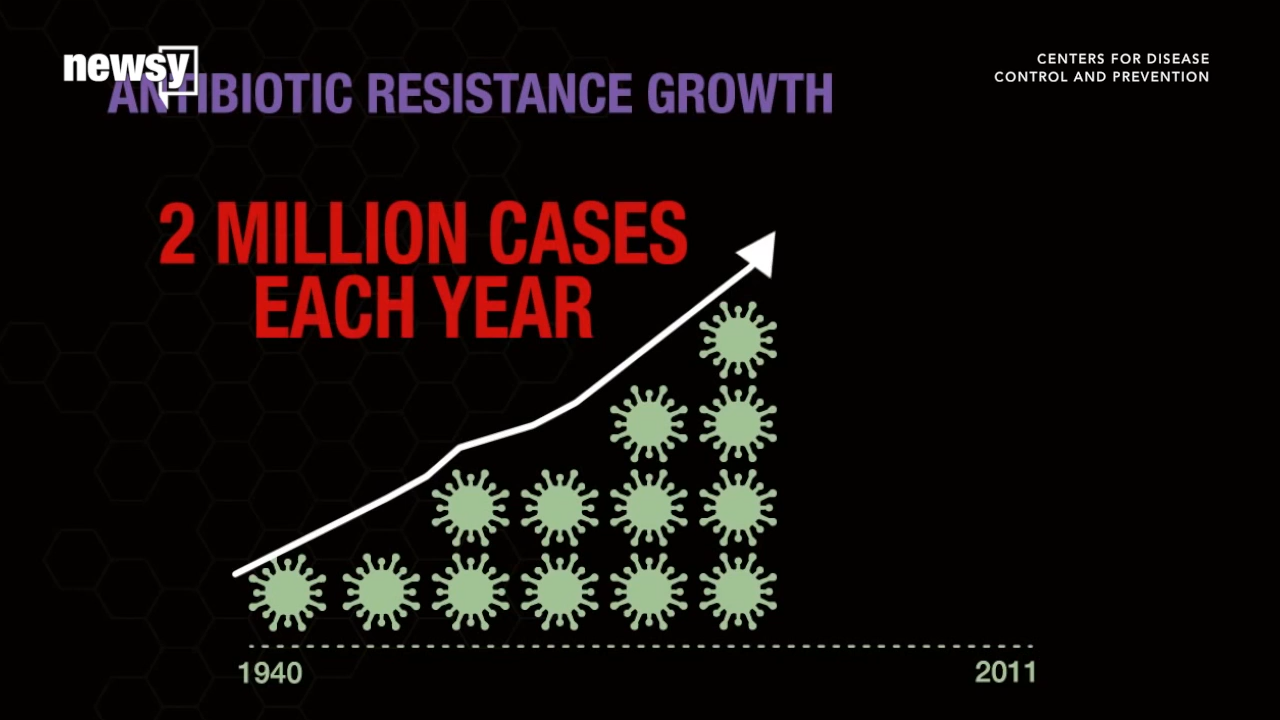 newsy
CENTERS FOR DISEASE
CONTROL AND PREVENTION
ANTIBIOTIC RESISTANCE GROWTH
2 MILLION CASES
EACH YEAR
1940
2011